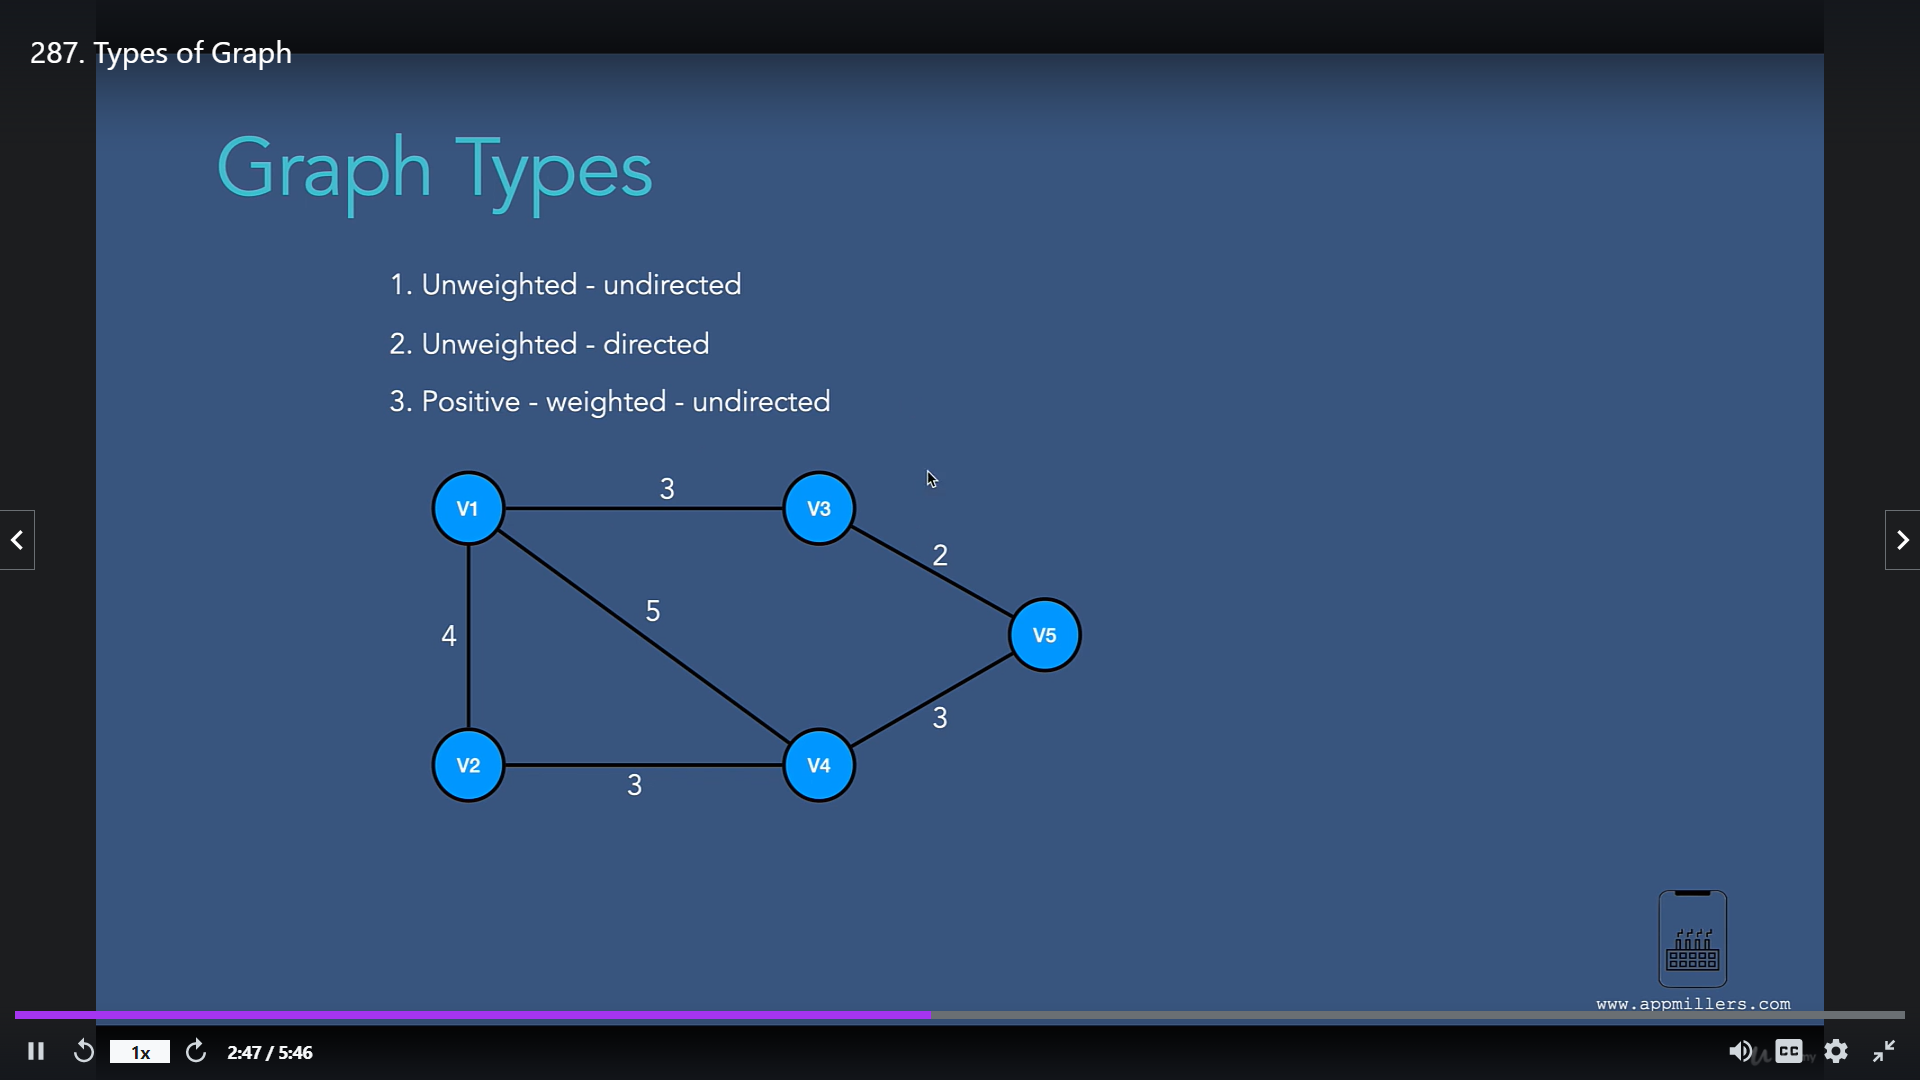 287. Types of Graph
Graph Types
1. Unweighted - undirected
2. Unweighted - directed
3. Positive - weighted - undirected
V1
3
V3
2
5
4
V5
3
V2
V4
3
www.appmillers.com
1x
2:47 / 5:46
CC